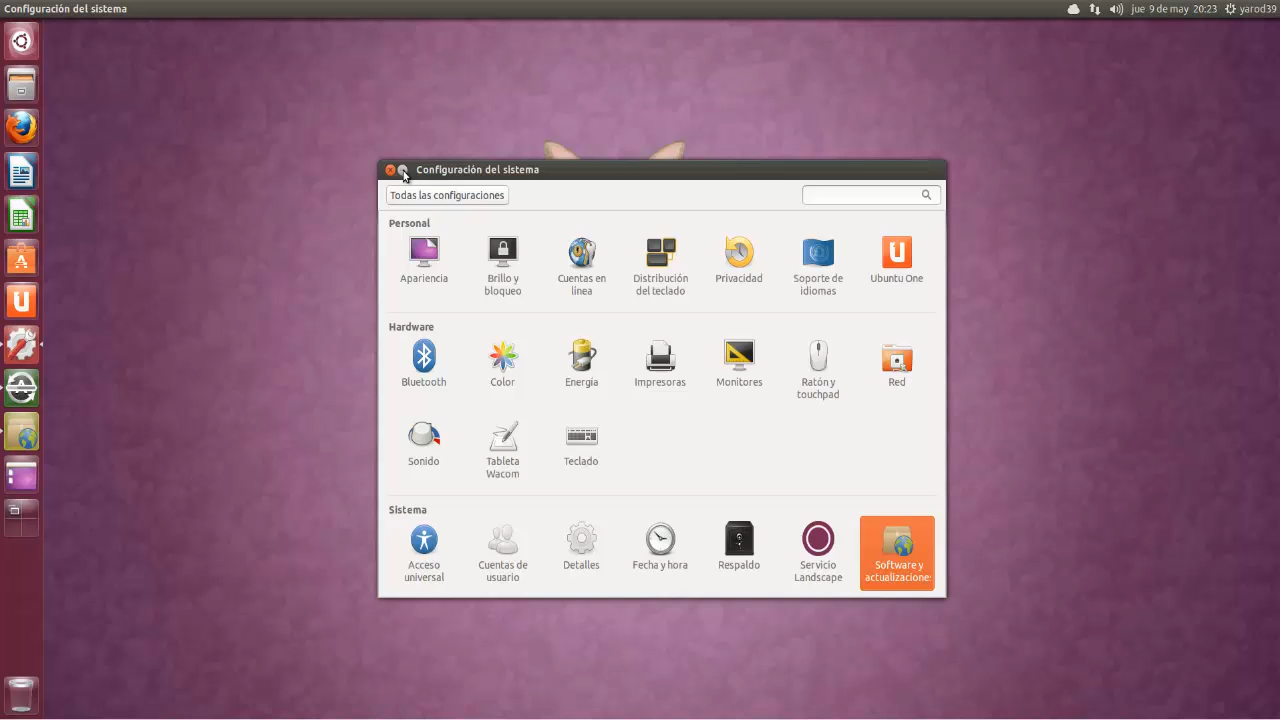 Configuración del sistema
jue 9 de may 20:23 yarod39
Configuración del sistema
Todas las configuraciones
Personal
Apariencia
Brillo y
bloqueo
Cuentas en
línea
Distribución
del teclado
Privacidad
Soporte de
idiomas
Ubuntu One
Hardware
Bluetooth
Color
Energía
Impresoras
Monitores
Ratón y
touchpad
Red
Sonido
Tableta
Wacom
Teclado
Sistema
Acceso
universal
Cuentas de
usuario
Detalles
Fecha y hora
Respaldo
Servicio
Landscape
Software y
actualizacione